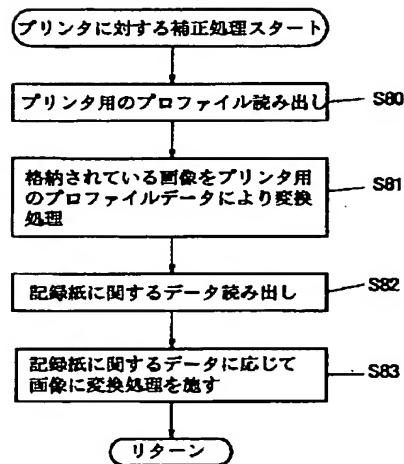 プリンタに対する補正処理スタート
プリンタ用のプロファイル読み出し
S80
格納されている画像をプリンタ用
のプロファイルデータにより変換
処理
S81
記録紙に関するデータ読み出し
S82
記録紙に関するデータに応じて
画像に変換処理を施す
S83
リターン